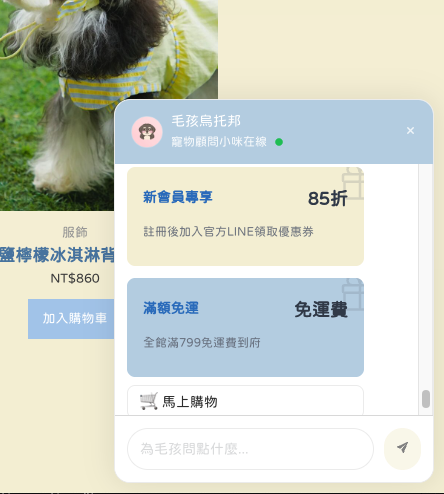 毛孩烏托邦
寵物顧問小咪在線
×
新會員專享
85折
註冊後加入官方LINE領取優惠券
滿額免運
免運費
全館滿799免運費到府
馬上購物
為毛孩問點什麼...
服飾
鹽檸檬冰淇淋背
NT$860
加入購物車